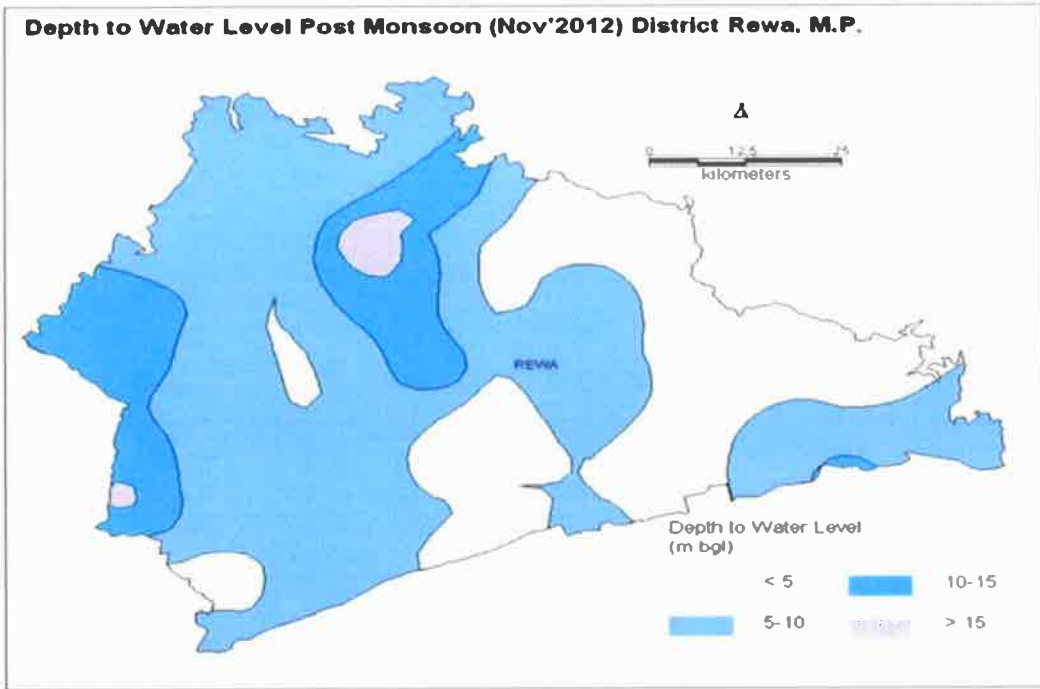 Depth to Water Level Post Monsoon (Nov'2012) District Rewa. M.P.
0 12.5 25
kilometers
REWA
Depth to Water Level
(m bgl)
< 5 10-15
5-10 > 15